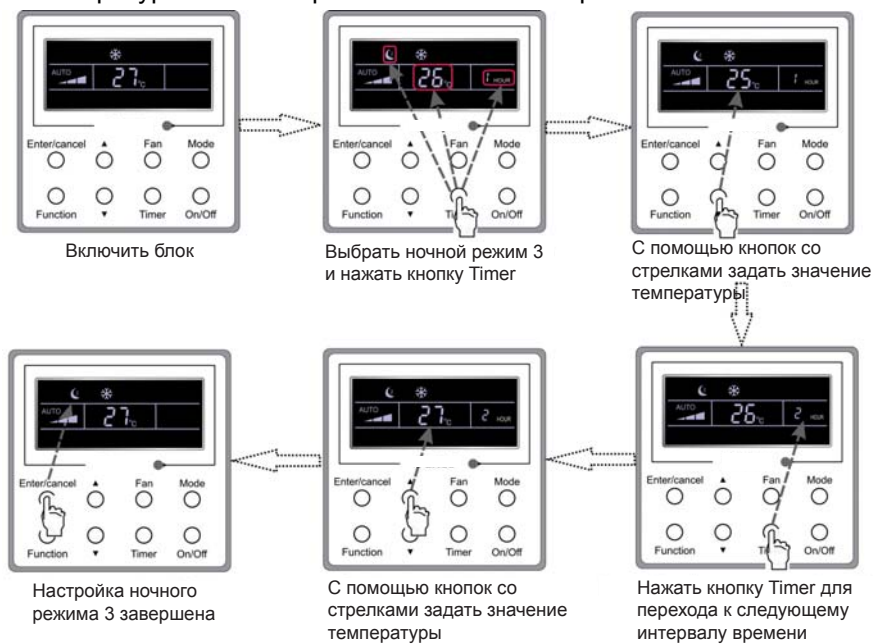 AUTO 27°C
Enter/cancel ▲ Fan Mode
Function ▼ Timer On/Off
Включить блок
AUTO 26°C 1 HOUR
Enter/cancel ▲ Fan Mode
Function ▼ Ti On/Off
Выбрать ночной режим 3
и нажать кнопку Timer
AUTO 25°C 1 HOUR
Enter/cancel ▲ Fan Mode
Function Timer On/Off
С помощью кнопок со
стрелками задать значение
температуры
AUTO 26°C 2 HOUR
Enter/cancel ▲ Fan Mode
Function ▼ Ti On/Off
Нажать кнопку Timer для
перехода к следующему
интервалу времени
AUTO 27°C 2 HOUR
Enter/cancel ▲ Fan Mode
Function ▼ Timer On/Off
С помощью кнопок со
стрелками задать значение
температуры
AUTO 27°C
Enter/cancel ▲ Fan Mode
Function ▼ Timer On/Off
Настройка ночного
режима 3 завершена